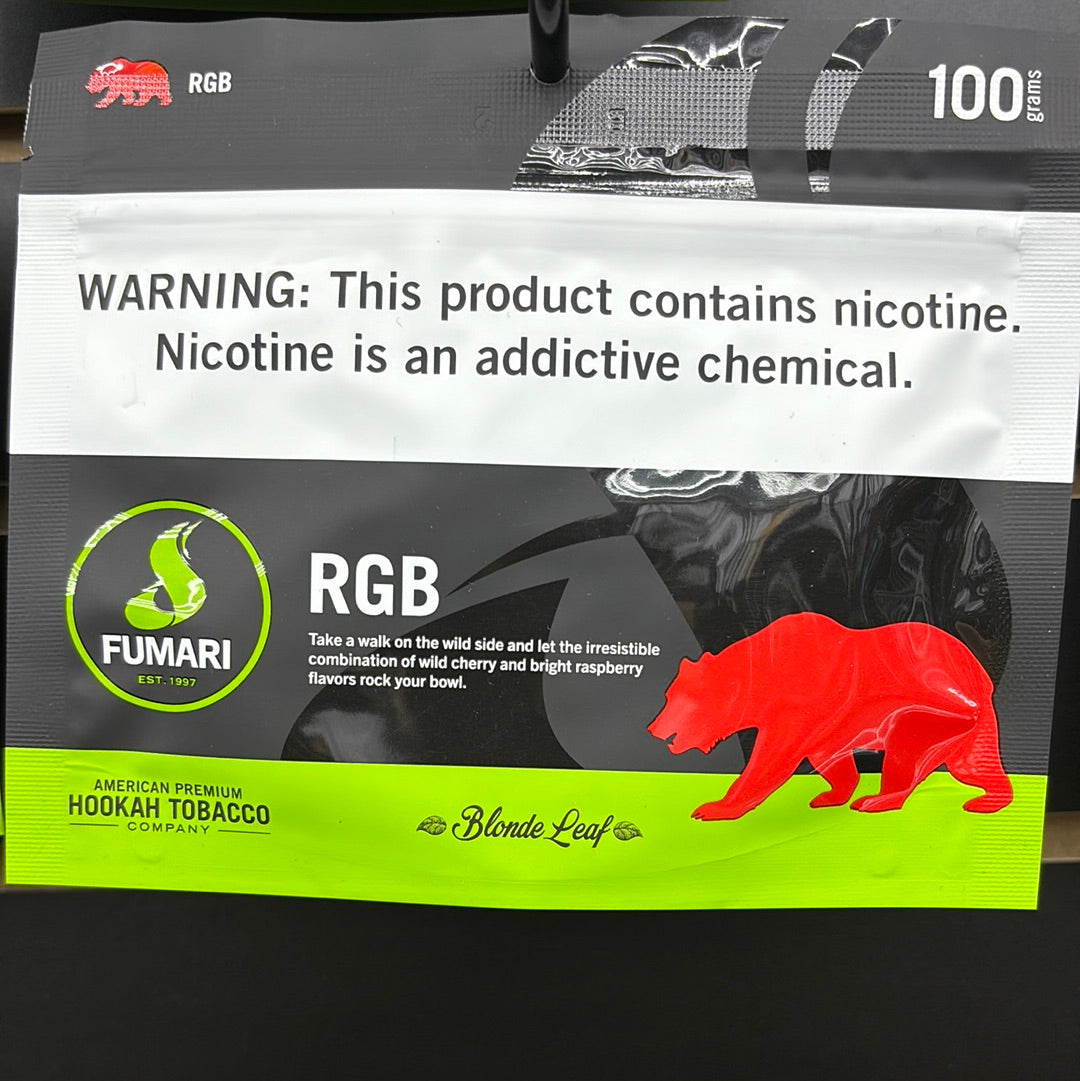 RGB
100 grams
WARNING: This product contains nicotine.
Nicotine is an addictive chemical.
FUMARI
EST. 1997
RGB
Take a walk on the wild side and let the irresistible
combination of wild cherry and bright raspberry
flavors rock your bowl.
AMERICAN PREMIUM
HOOKAH TOBACCO
COMPANY
Blonde Leaf